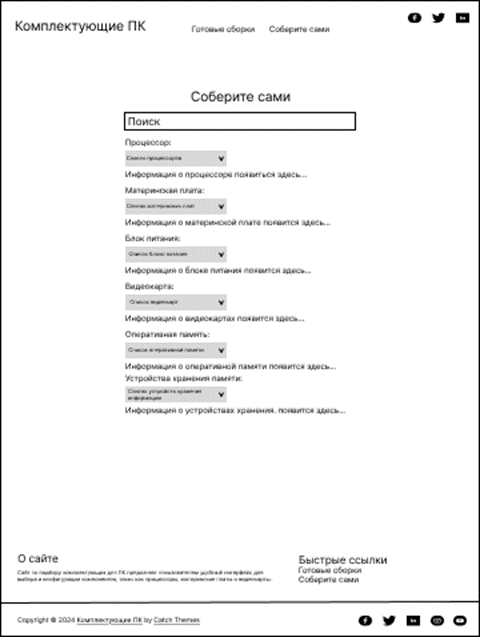 Комплектующие ПК
Готовые сборки Соберите сами
Соберите сами
Поиск
Процессор:
Список процессоров
Информация о процессоре появиться здесь...
Материнская плата:
Список материнских плат
Информация о материнской плате появится здесь...
Блок питания:
Список блоко питания
Информация о блоке питания появится здесь...
Видеокарта:
Список видеокарт
Информация о видеокартах появится здесь...
Оперативная память:
Список оперативной памяти
Информация о оперативной памяти появится здесь...
Устройства хранения памяти:
Список устройств хранения
информации
Информация о устройствах хранения. появится здесь...
О сайте
Сайт по подбору комплектующих для ПК предлагает пользователям удобный интерфейс для
выбора и конфигурации компонентов, таких как процессоры, материнские платы и видеокарты.
Быстрые ссылки
Готовые сборки
Соберите сами
Copyright © 2024 Комплектующие ПК by Catch Themes